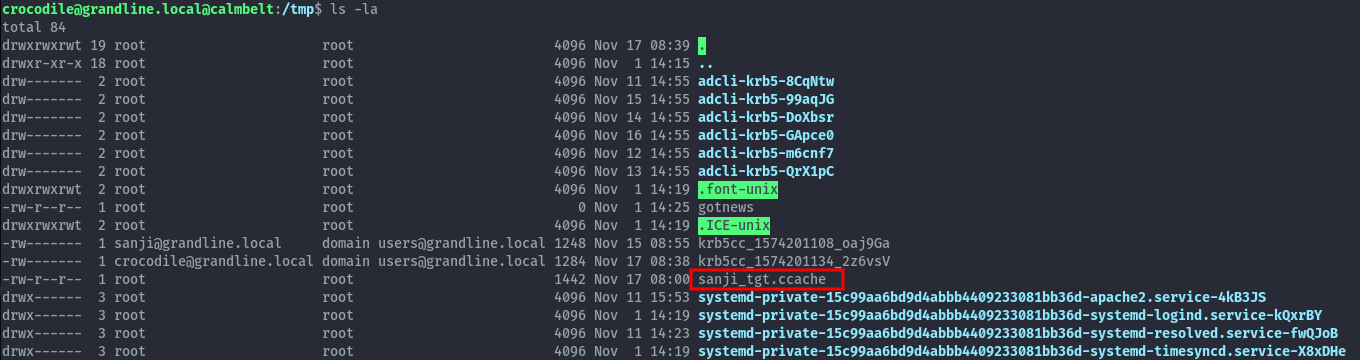 crocodile@grandline.local@calmbelt:/tmp$ ls -la
total 84
drwxrwxrwt 19 root root 4096 Nov 17 08:39 .
drwxr-xr-x 18 root root 4096 Nov 1 14:15 ..
drw------- 2 root root 4096 Nov 11 14:55 adcli-krb5-8CqNtw
drw------- 2 root root 4096 Nov 15 14:55 adcli-krb5-99aqJG
drw------- 2 root root 4096 Nov 14 14:55 adcli-krb5-DoXbsr
drw------- 2 root root 4096 Nov 16 14:55 adcli-krb5-GApce0
drw------- 2 root root 4096 Nov 12 14:55 adcli-krb5-m6cnf7
drw------- 2 root root 4096 Nov 13 14:55 adcli-krb5-QrX1pC
drwxrwxrwt 2 root root 4096 Nov 1 14:19 .font-unix
-rw-r--r-- 1 root root 0 Nov 1 14:25 gotnews
drwxrwxrwt 2 root root 4096 Nov 1 14:19 .ICE-unix
-rw------- 1 sanji@grandline.local domain users@grandline.local 1248 Nov 15 08:55 krb5cc_1574201108_oaj9Ga
-rw------- 1 crocodile@grandline.local domain users@grandline.local 1284 Nov 17 08:38 krb5cc_1574201134_2z6vsV
-rw-r--r-- 1 root root 1442 Nov 17 08:00 sanji_tgt.ccache
drwx------ 3 root root 4096 Nov 11 15:53 systemd-private-15c99aa6bd9d4abbb4409233081bb36d-apache2.service-4kB3JS
drwx------ 3 root root 4096 Nov 1 14:19 systemd-private-15c99aa6bd9d4abbb4409233081bb36d-systemd-logind.service-kQxrBY
drwx------ 3 root root 4096 Nov 11 14:23 systemd-private-15c99aa6bd9d4abbb4409233081bb36d-systemd-resolved.service-fwQJoB
drwx------ 3 root root 4096 Nov 1 14:19 systemd-private-15c99aa6bd9d4abbb4409233081bb36d-systemd-timesyncd.service-X8xDHe